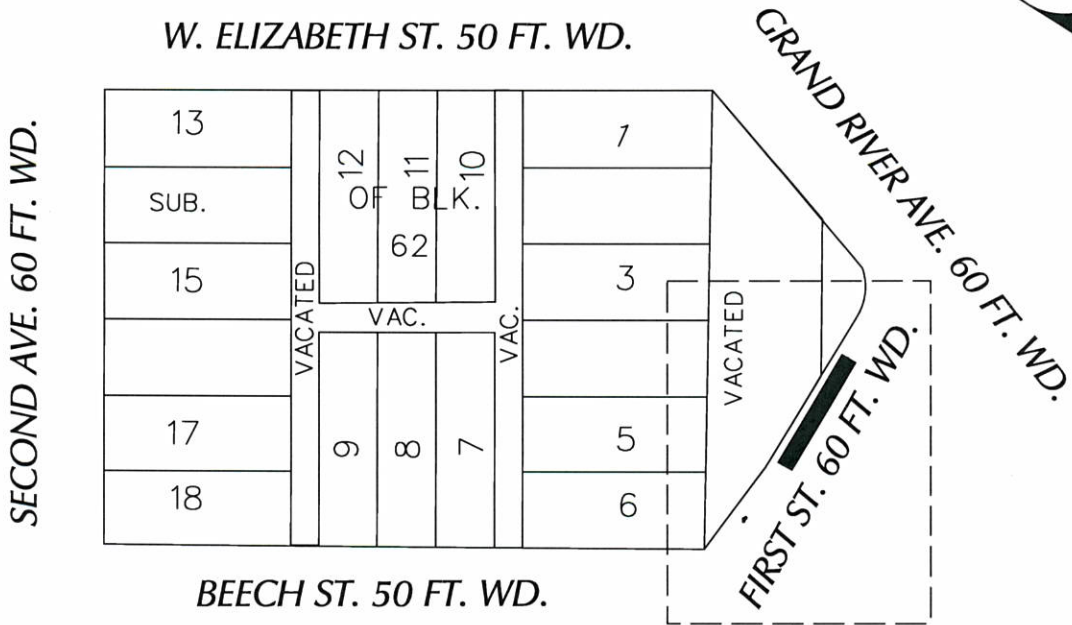 W. ELIZABETH ST. 50 FT. WD.
GRAND RIVER AVE. 60 FT. WD.
SECOND AVE. 60 FT. WD.
13
12
11
10
1
SUB.
OF BLK.
62
15
3
VACATED
VAC.
VAC.
VACATED
17
9
8
7
5
18
6
FIRST ST. 60 FT. WD.
BEECH ST. 50 FT. WD.